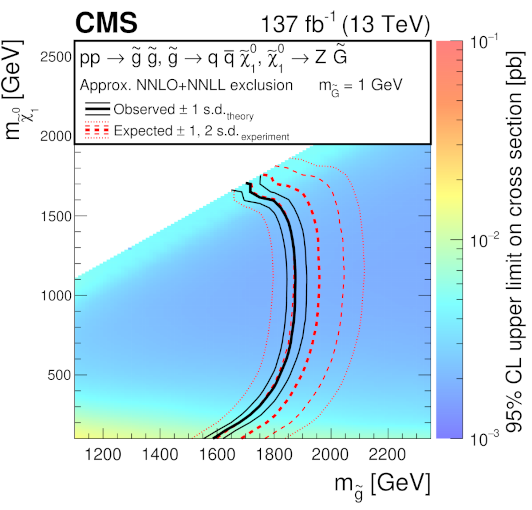 CMS 137 fb⁻¹ (13 TeV)
pp → g̃ g̃, g̃ → q q̅ χ̃⁰₁, χ̃⁰₁ → Z G̃
Approx. NNLO+NNLL exclusion m_G̃ = 1 GeV
Observed ± 1 s.d.theory
Expected ± 1, 2 s.d.experiment
m_χ̃⁰₁ [GeV]
2500
2000
1500
1000
500
1200 1400 1600 1800 2000 2200
m_g̃ [GeV]
10⁻¹
10⁻²
10⁻³
95% CL upper limit on cross section [pb]